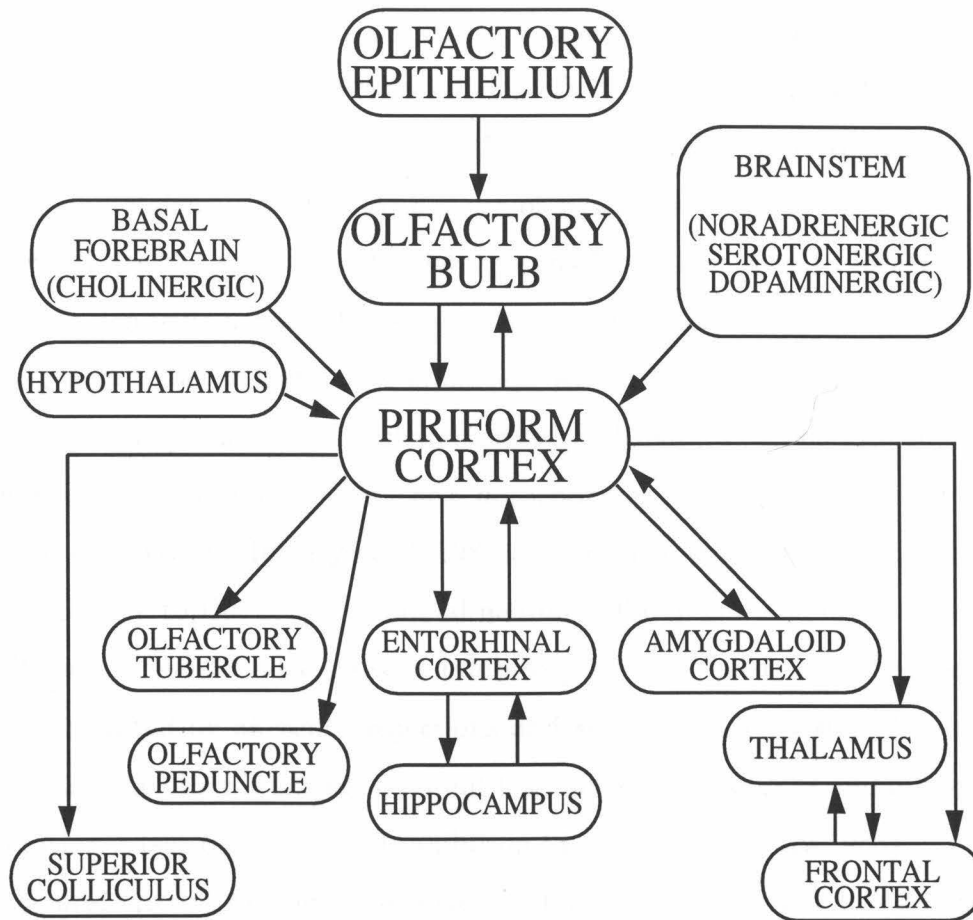 OLFACTORY
EPITHELIUM
BRAINSTEM
(NORADRENERGIC
SEROTONERGIC
DOPAMINERGIC)
BASAL
FOREBRAIN
(CHOLINERGIC)
OLFACTORY
BULB
HYPOTHALAMUS
PIRIFORM
CORTEX
OLFACTORY
TUBERCLE
ENTORHINAL
CORTEX
AMYGDALOID
CORTEX
OLFACTORY
PEDUNCLE
HIPPOCAMPUS
THALAMUS
SUPERIOR
COLLICULUS
FRONTAL
CORTEX